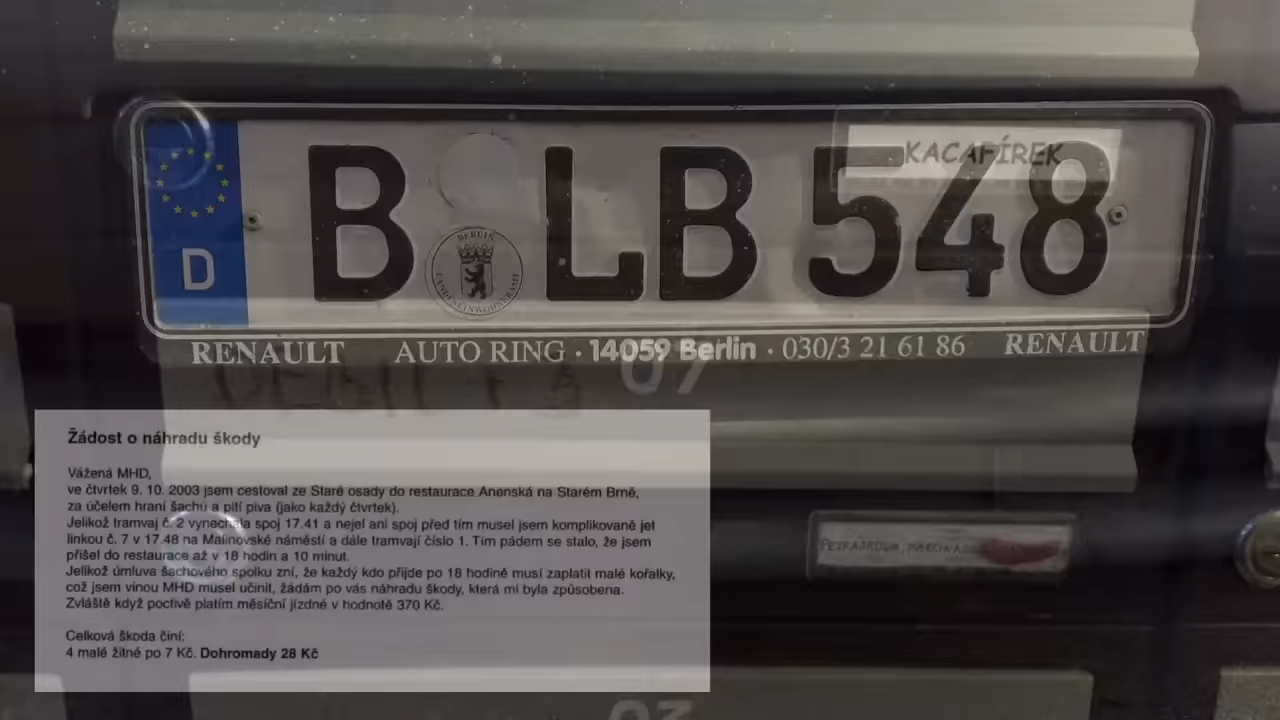 D B LB 548
KACAFÍREK
BERLIN
LANDESEINWOHNERAMT
RENAULT AUTO RING · 14059 Berlin · 030/3 21 61 86 RENAULT
07
Žádost o náhradu škody
Vážená MHD,
ve čtvrtek 9. 10. 2003 jsem cestoval ze Staré osady do restaurace Anenská na Starém Brně,
za účelem hraní šachu a pití piva (jako každý čtvrtek).
Jelikož tramvaj č. 2 vynachala spoj 17.41 a nejel ani spoj před tím musel jsem komplikovaně jet
linkou č. 7 v 17.48 na Malinovské náměstí a dále tramvají číslo 1. Tím pádem se stalo, že jsem
přišel do restaurace až v 18 hodin a 10 minut.
Jelikož úmluva šachového spolku zní, že každý kdo přijde po 18 hodině musí zaplatit malé kořalky,
což jsem vinou MHD musel učinit, žádám po vás náhradu škody, která mi byla způsobena.
Zvláště když poctivě platím měsíční jízdné v hodnotě 370 Kč.
Celková škoda činí:
4 malé žitné po 7 Kč. Dohromady 28 Kč
03